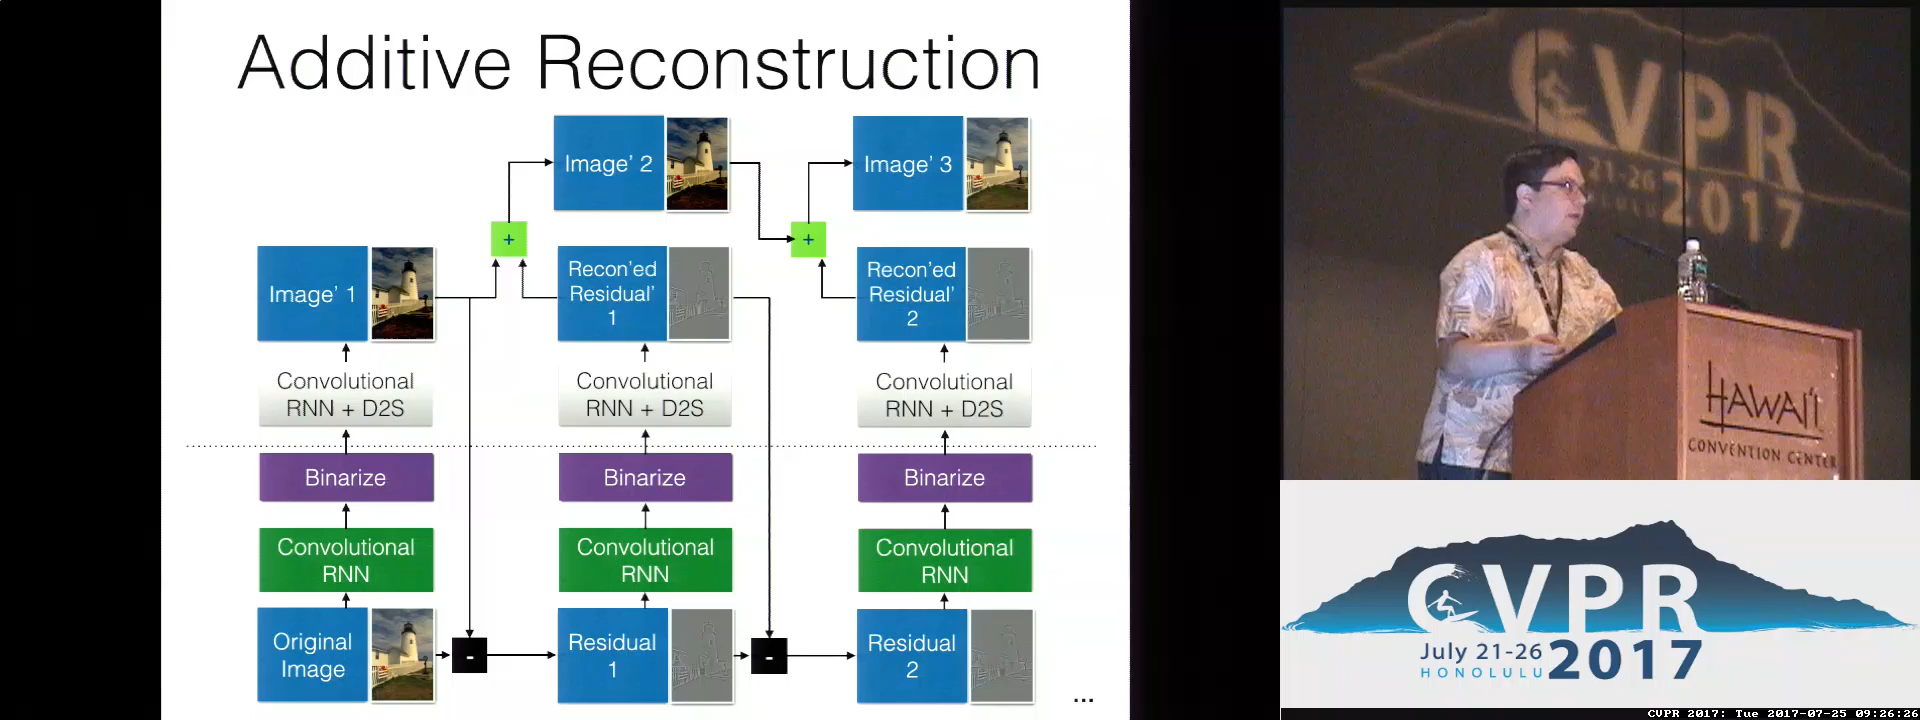 Additive Reconstruction
Image' 2
Image' 3
+
+
Image' 1
Recon'ed
Residual'
1
Recon'ed
Residual'
2
Convolutional
RNN + D2S
Convolutional
RNN + D2S
Convolutional
RNN + D2S
Binarize
Binarize
Binarize
Convolutional
RNN
Convolutional
RNN
Convolutional
RNN
Original
Image
-
Residual
1
-
Residual
2
...
CVPR
21-26
HONOLULU
2017
HAWAI'I
CONVENTION CENTER
CVPR
July 21-26
HONOLULU
2017
CVPR 2017: Tue 2017-07-25 09:26:26